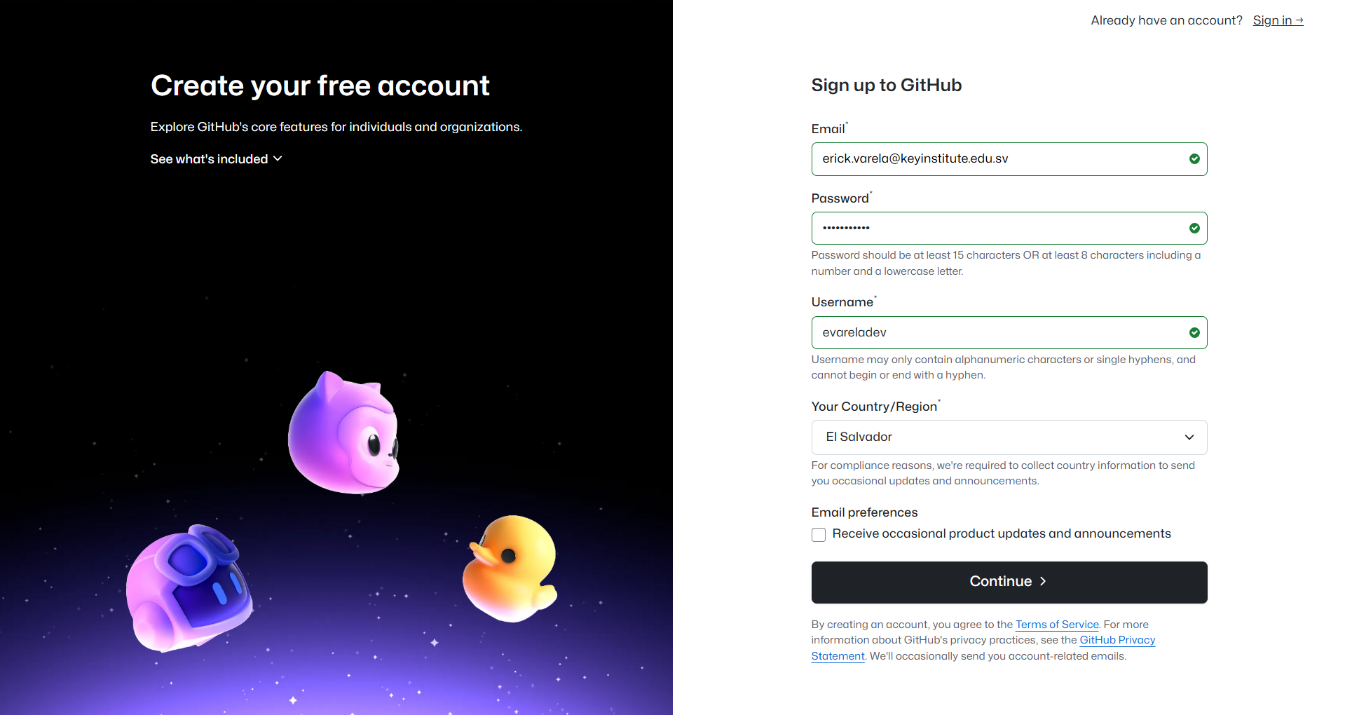 Already have an account? Sign in →
Create your free account
Explore GitHub's core features for individuals and organizations.
See what's included
Sign up to GitHub
Email*
erick.varela@keyinstitute.edu.sv
Password*
•••••••••••
Password should be at least 15 characters OR at least 8 characters including a
number and a lowercase letter.
Username*
evareladev
Username may only contain alphanumeric characters or single hyphens, and
cannot begin or end with a hyphen.
Your Country/Region*
El Salvador
For compliance reasons, we're required to collect country information to send
you occasional updates and announcements.
Email preferences
Receive occasional product updates and announcements
Continue
By creating an account, you agree to the Terms of Service. For more
information about GitHub's privacy practices, see the GitHub Privacy
Statement. We'll occasionally send you account-related emails.